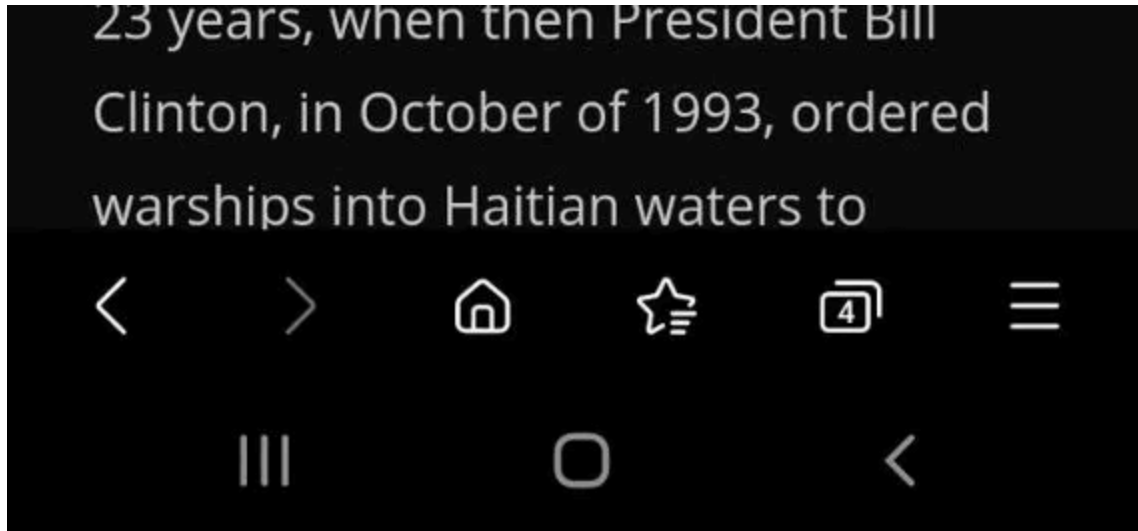 23 years, when then President Bill
Clinton, in October of 1993, ordered
warships into Haitian waters to
4